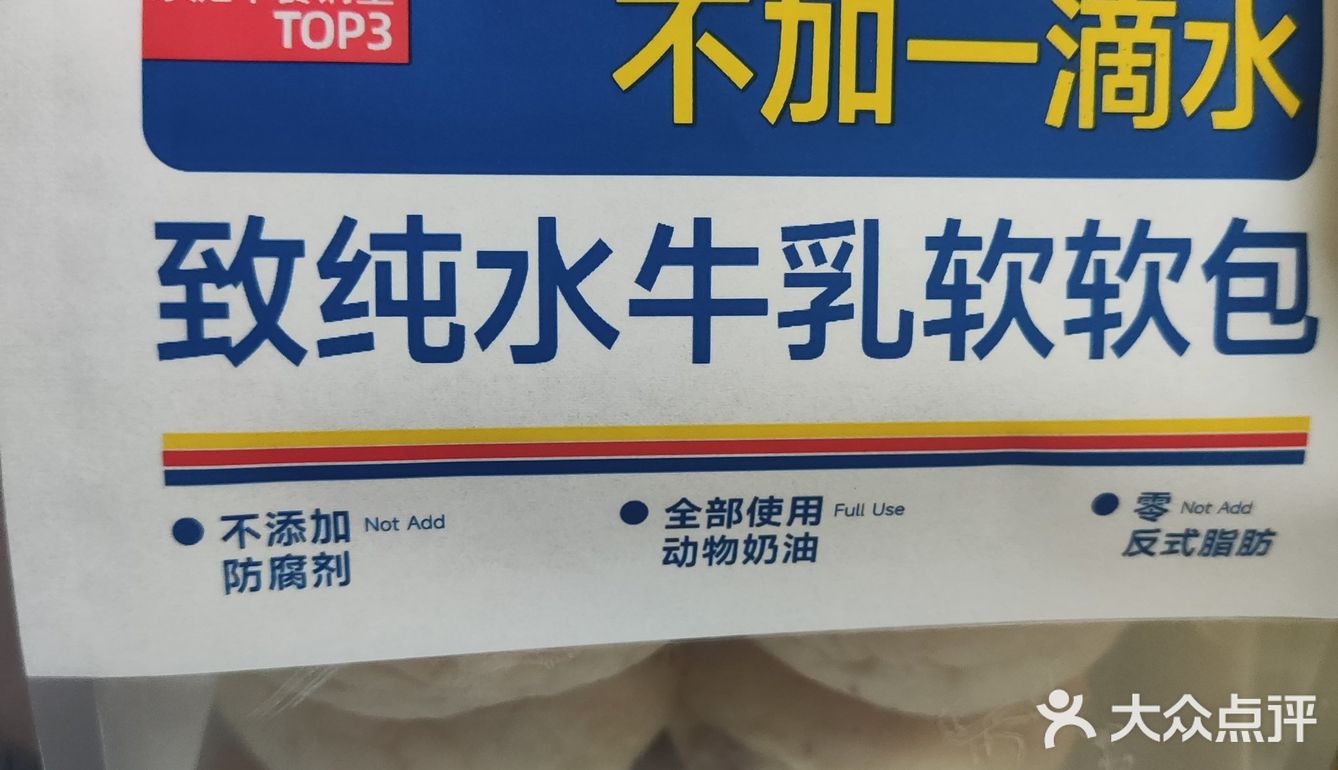 TOP3
不加一滴水
致纯水牛乳软软包
不添加 Not Add
防腐剂
全部使用 Full Use
动物奶油
零 Not Add
反式脂肪
大众点评